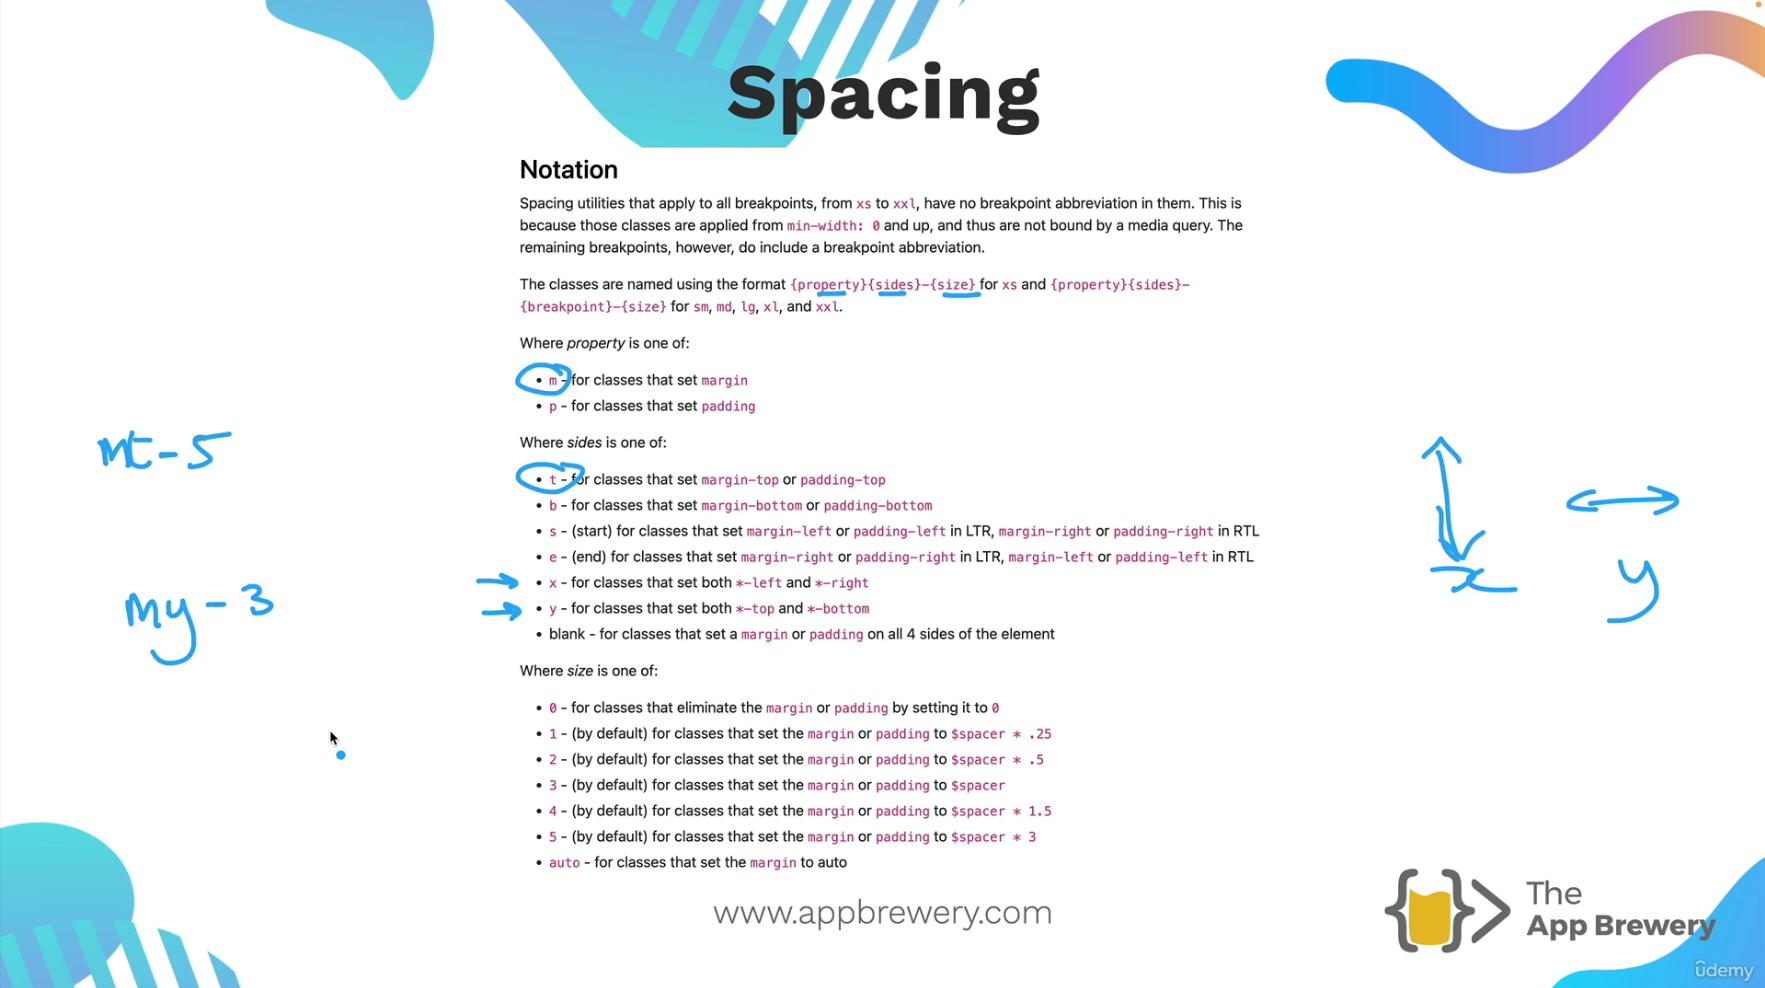 Spacing
Notation
Spacing utilities that apply to all breakpoints, from xs to xxl, have no breakpoint abbreviation in them. This is
because those classes are applied from min-width: 0 and up, and thus are not bound by a media query. The
remaining breakpoints, however, do include a breakpoint abbreviation.
The classes are named using the format {property}{sides}-{size} for xs and {property}{sides}-
{breakpoint}-{size} for sm, md, lg, xl, and xxl.
Where property is one of:
• m - for classes that set margin
• p - for classes that set padding
Where sides is one of:
• t - for classes that set margin-top or padding-top
• b - for classes that set margin-bottom or padding-bottom
• s - (start) for classes that set margin-left or padding-left in LTR, margin-right or padding-right in RTL
• e - (end) for classes that set margin-right or padding-right in LTR, margin-left or padding-left in RTL
• x - for classes that set both *-left and *-right
• y - for classes that set both *-top and *-bottom
• blank - for classes that set a margin or padding on all 4 sides of the element
Where size is one of:
• 0 - for classes that eliminate the margin or padding by setting it to 0
• 1 - (by default) for classes that set the margin or padding to $spacer * .25
• 2 - (by default) for classes that set the margin or padding to $spacer * .5
• 3 - (by default) for classes that set the margin or padding to $spacer
• 4 - (by default) for classes that set the margin or padding to $spacer * 1.5
• 5 - (by default) for classes that set the margin or padding to $spacer * 3
• auto - for classes that set the margin to auto
mt-5
my-3
x
y
www.appbrewery.com
The
App Brewery
udemy